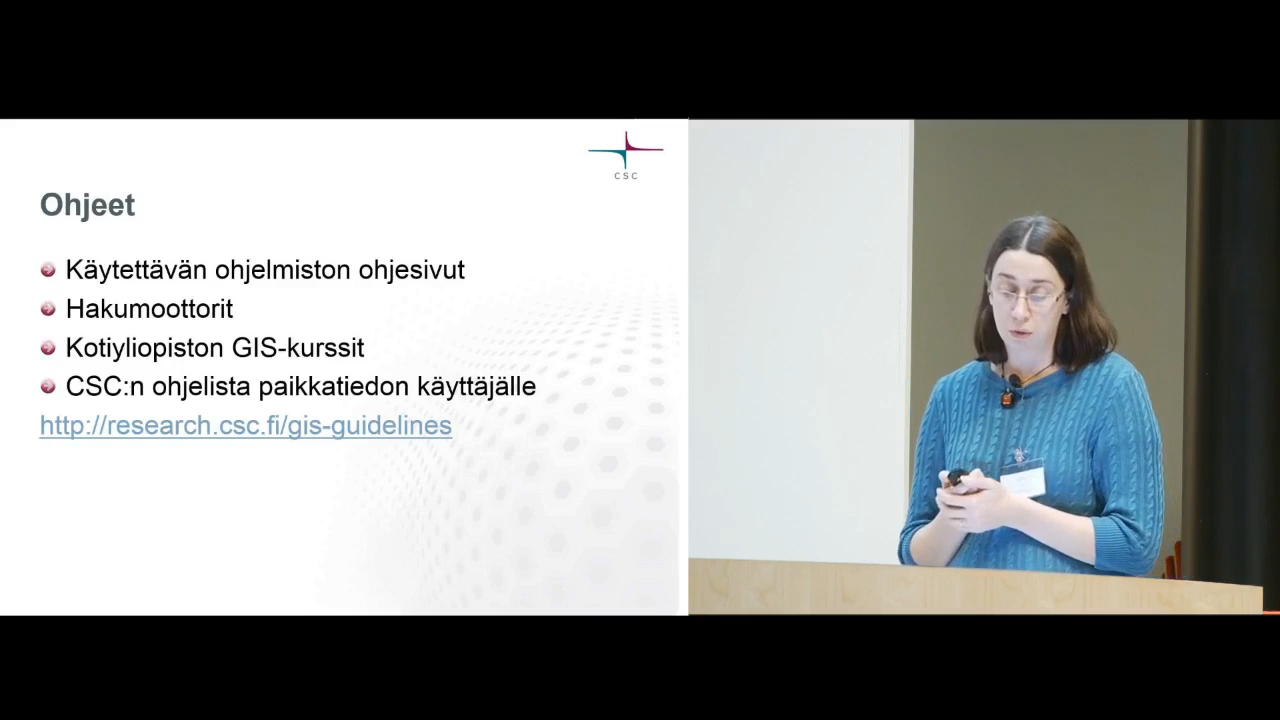 CSC
Ohjeet
Käytettävän ohjelmiston ohjesivut
Hakumoottorit
Kotiyliopiston GIS-kurssit
CSC:n ohjelista paikkatiedon käyttäjälle
http://research.csc.fi/gis-guidelines